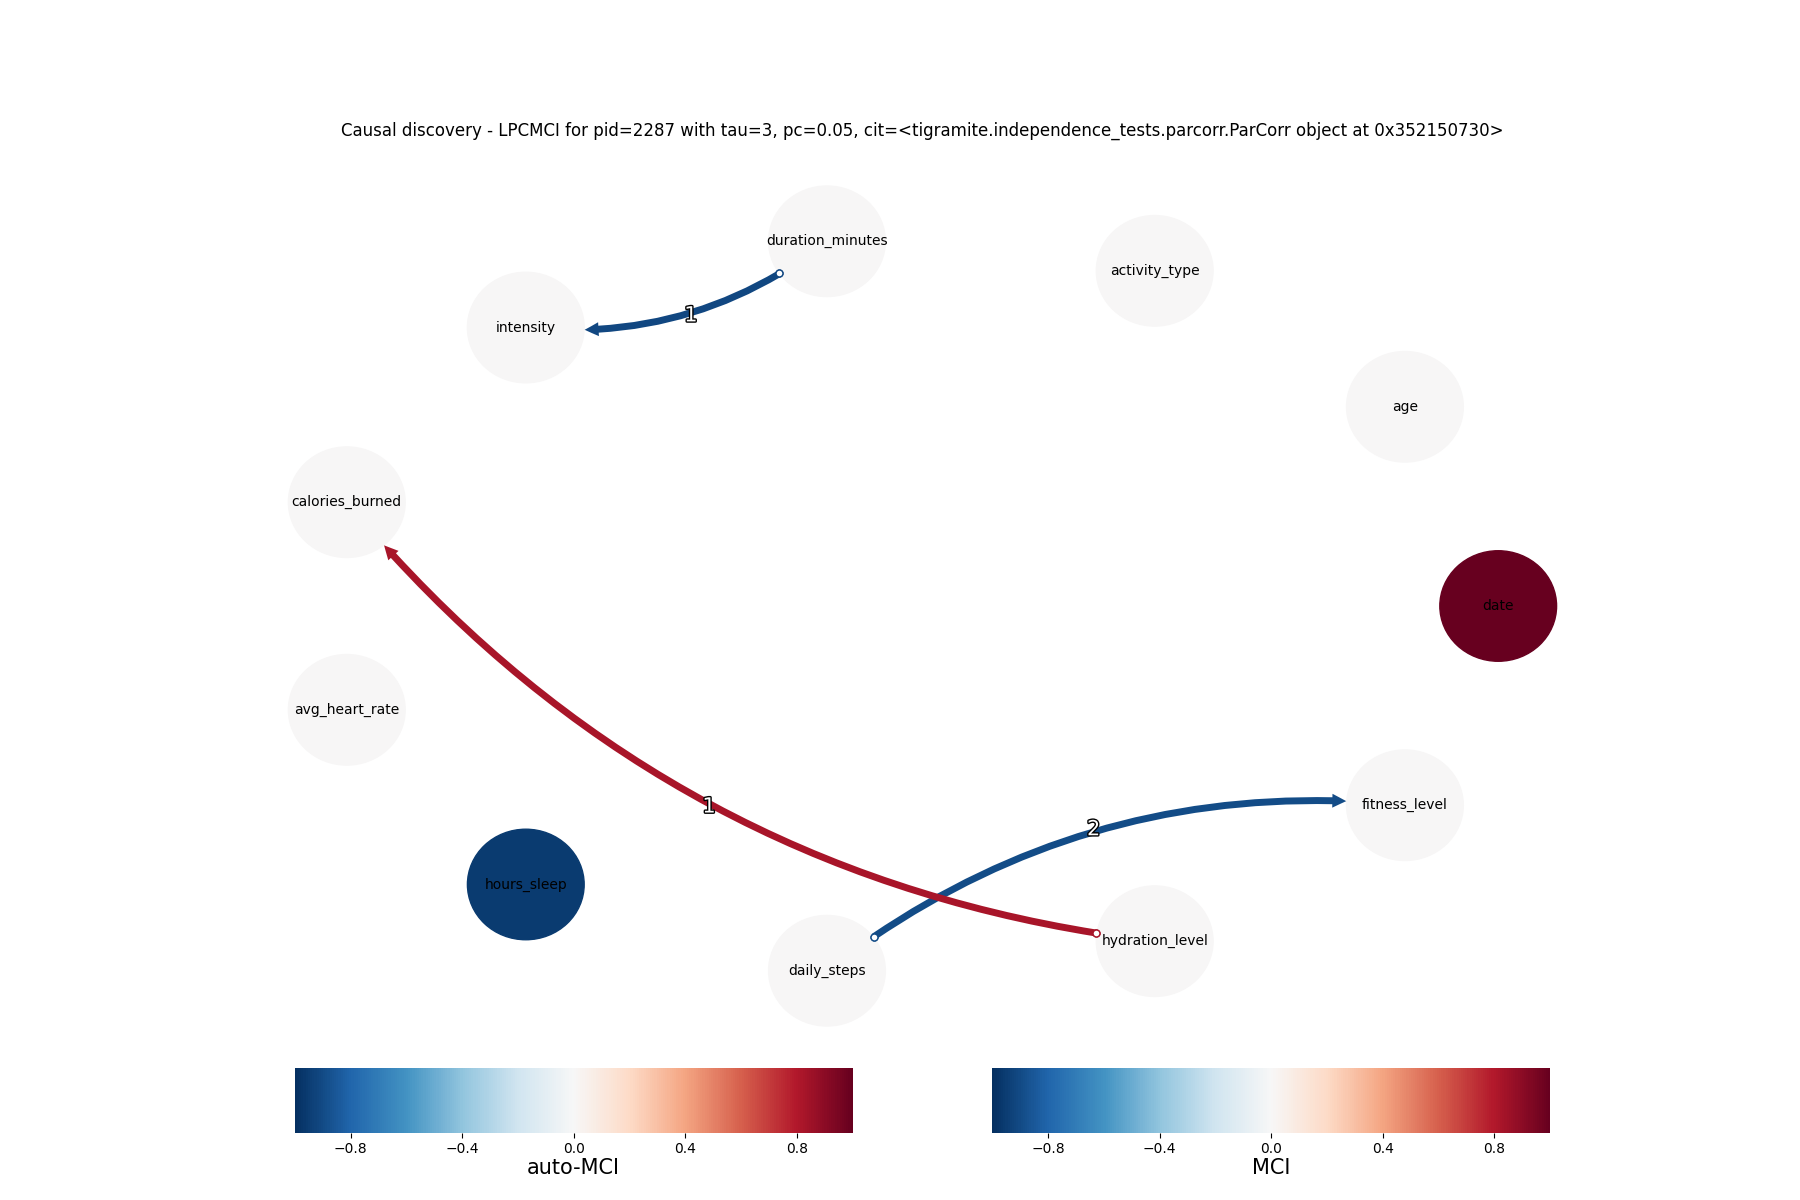 Causal discovery - LPCMCI for pid=2287 with tau=3, pc=0.05, cit=<tigramite.independence_tests.parcorr.ParCorr object at 0x352150730>
duration_minutes
activity_type
intensity
1
age
calories_burned
date
avg_heart_rate
1
2
fitness_level
hours_sleep
hydration_level
daily_steps
−0.8 −0.4 0.0 0.4 0.8
auto-MCI
−0.8 −0.4 0.0 0.4 0.8
MCI